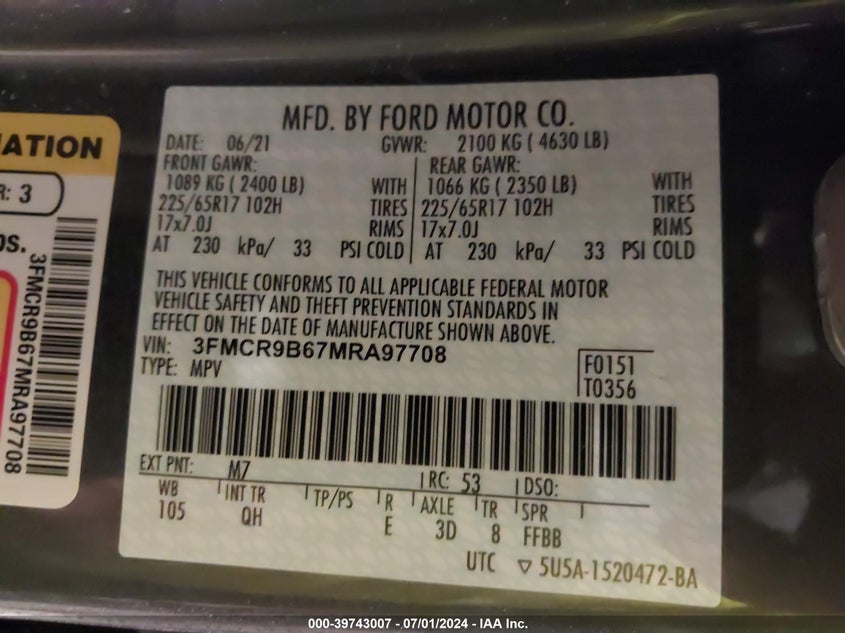 ATION
R: 3
DS.
3FMCR9B67MRA97708
MFD. BY FORD MOTOR CO.
DATE: 06/21 GVWR: 2100 KG ( 4630 LB)
FRONT GAWR: REAR GAWR:
1089 KG ( 2400 LB) WITH 1066 KG ( 2350 LB) WITH
225/65R17 102H TIRES 225/65R17 102H TIRES
17x7.0J RIMS 17x7.0J RIMS
AT 230 kPa/ 33 PSI COLD AT 230 kPa/ 33 PSI COLD
THIS VEHICLE CONFORMS TO ALL APPLICABLE FEDERAL MOTOR
VEHICLE SAFETY AND THEFT PREVENTION STANDARDS IN
EFFECT ON THE DATE OF MANUFACTURE SHOWN ABOVE.
VIN: 3FMCR9B67MRA97708
TYPE: MPV
F0151
T0356
EXT PNT: M7 RC: 53 DSO:
WB INT TR TP/PS R AXLE TR SPR
105 QH E 3D 8 FFBB
UTC ▽ 5U5A-1520472-BA
000-39743007 - 07/01/2024 - IAA Inc.